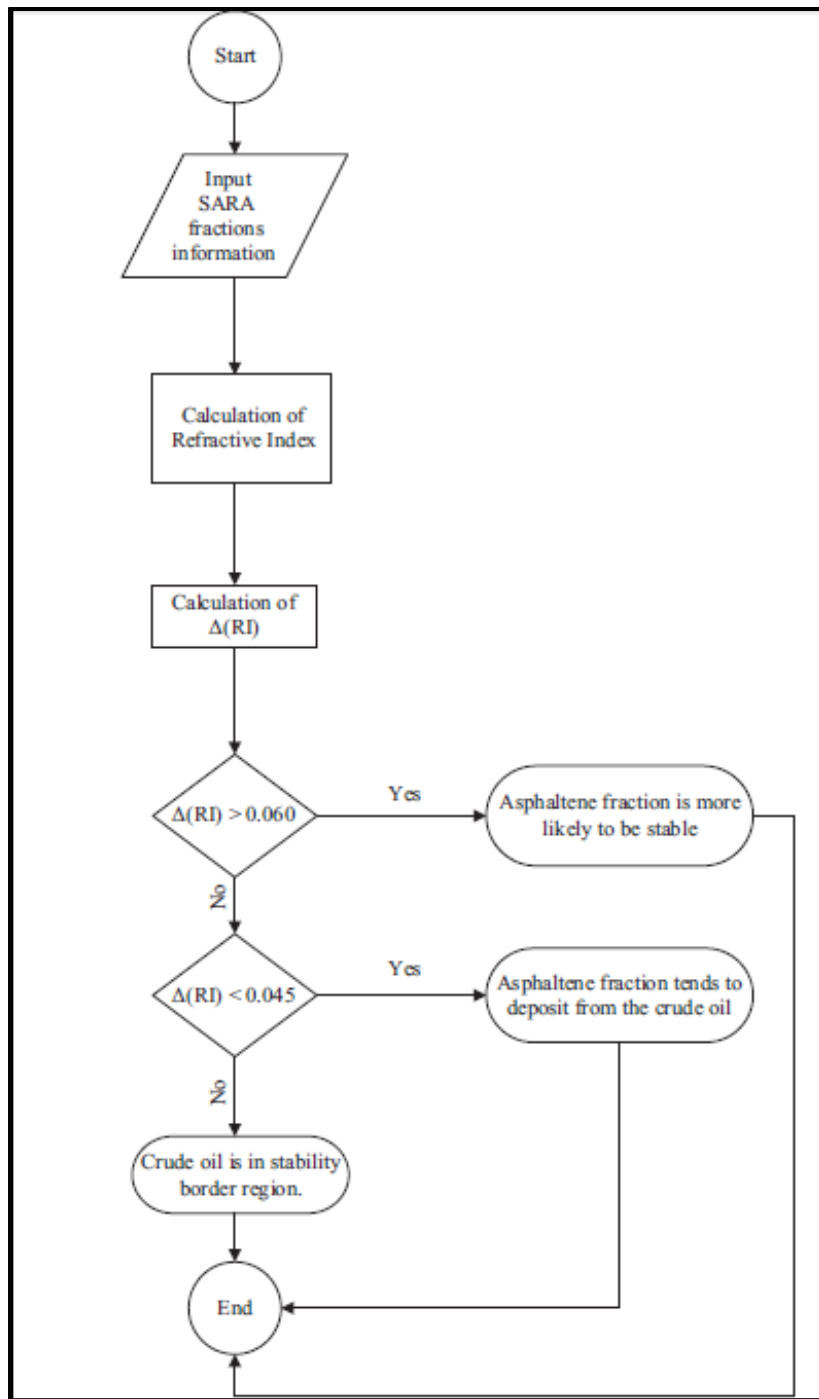 Start
Input
SARA
fractions
information
Calculation of
Refractive Index
Calculation of
Δ(RI)
Δ(RI) > 0.060
Yes
Asphaltene fraction is more
likely to be stable
No
Δ(RI) < 0.045
Yes
Asphaltene fraction tends to
deposit from the crude oil
No
Crude oil is in stability
border region.
End